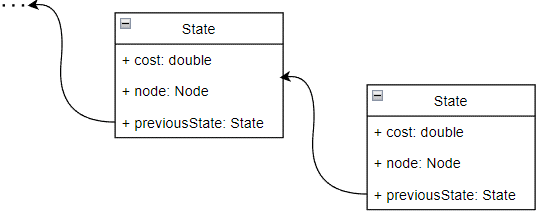 ...
State
+ cost: double
+ node: Node
+ previousState: State
State
+ cost: double
+ node: Node
+ previousState: State